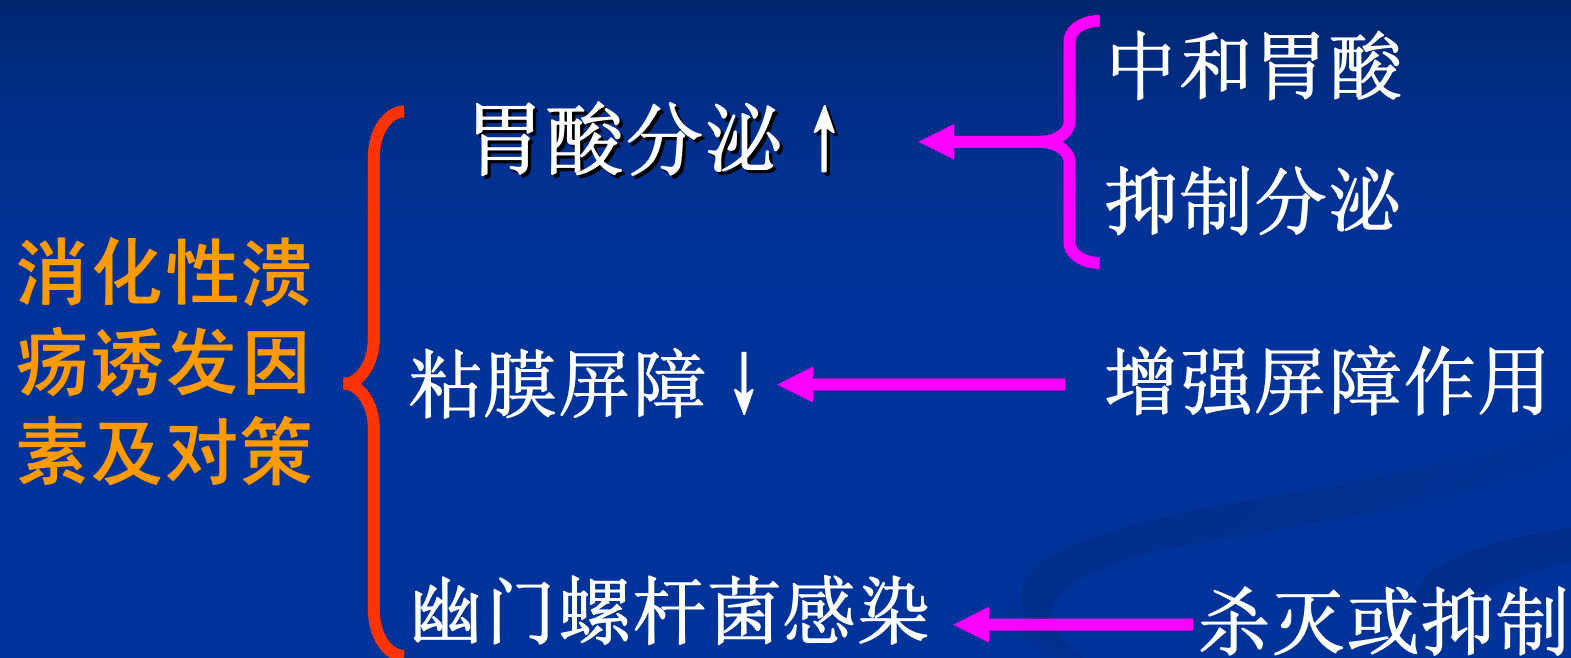 消化性溃
疡诱发因
素及对策
胃酸分泌↑
中和胃酸
抑制分泌
粘膜屏障↓
增强屏障作用
幽门螺杆菌感染
杀灭或抑制